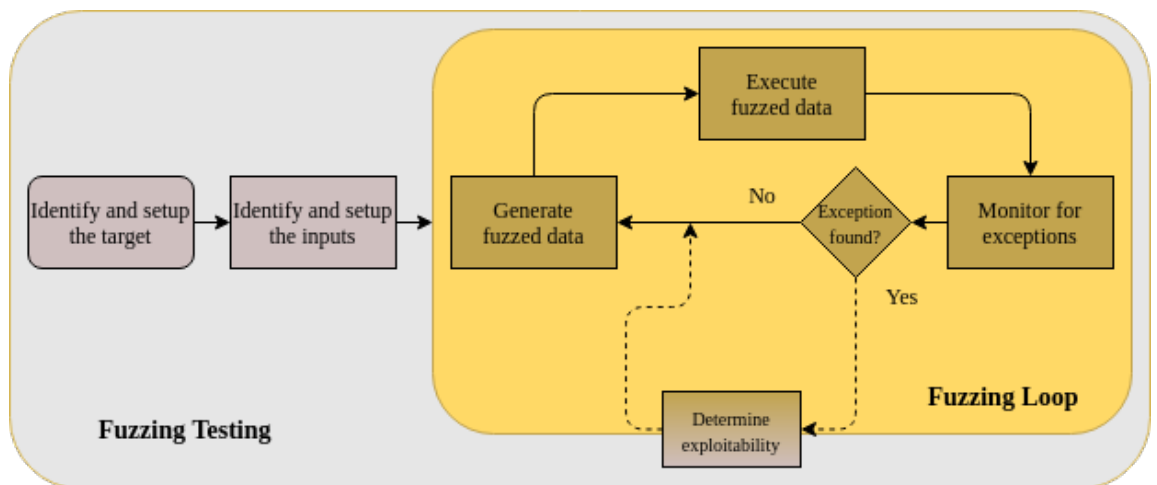 Execute
fuzzed data
Identify and setup
the target
Identify and setup
the inputs
Generate
fuzzed data
No
Exception
found?
Monitor for
exceptions
Yes
Determine
exploitability
Fuzzing Loop
Fuzzing Testing